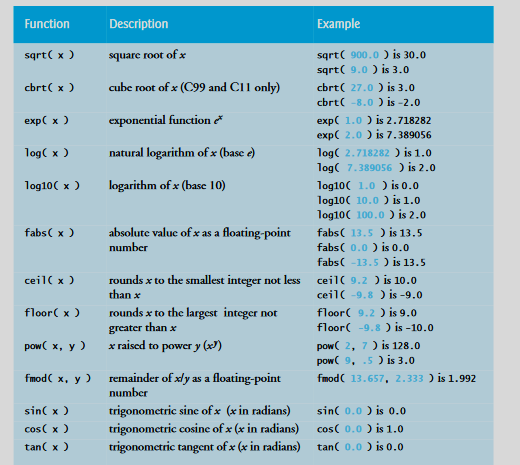 Function Description Example
sqrt( x ) square root of x sqrt( 900.0 ) is 30.0
sqrt( 9.0 ) is 3.0
cbrt( x ) cube root of x (C99 and C11 only) cbrt( 27.0 ) is 3.0
cbrt( -8.0 ) is -2.0
exp( x ) exponential function eˣ exp( 1.0 ) is 2.718282
exp( 2.0 ) is 7.389056
log( x ) natural logarithm of x (base e) log( 2.718282 ) is 1.0
log( 7.389056 ) is 2.0
log10( x ) logarithm of x (base 10) log10( 1.0 ) is 0.0
log10( 10.0 ) is 1.0
log10( 100.0 ) is 2.0
fabs( x ) absolute value of x as a floating-point fabs( 13.5 ) is 13.5
number fabs( 0.0 ) is 0.0
fabs( -13.5 ) is 13.5
ceil( x ) rounds x to the smallest integer not less ceil( 9.2 ) is 10.0
than x ceil( -9.8 ) is -9.0
floor( x ) rounds x to the largest integer not floor( 9.2 ) is 9.0
greater than x floor( -9.8 ) is -10.0
pow( x, y ) x raised to power y (xʸ) pow( 2, 7 ) is 128.0
pow( 9, .5 ) is 3.0
fmod( x, y ) remainder of x/y as a floating-point fmod( 13.657, 2.333 ) is 1.992
number
sin( x ) trigonometric sine of x (x in radians) sin( 0.0 ) is 0.0
cos( x ) trigonometric cosine of x (x in radians) cos( 0.0 ) is 1.0
tan( x ) trigonometric tangent of x (x in radians) tan( 0.0 ) is 0.0